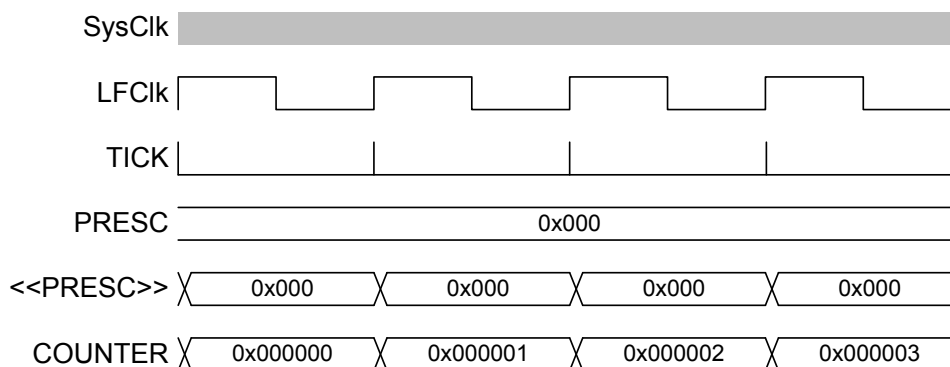 SysClk
LFClk
TICK
PRESC 0x000
<<PRESC>> 0x000 0x000 0x000 0x000
COUNTER 0x000000 0x000001 0x000002 0x000003